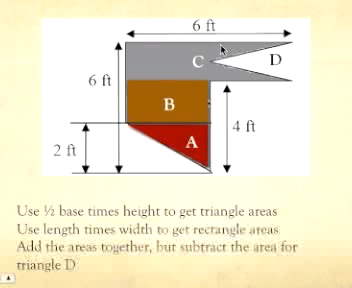 6 ft
C
D
6 ft
B
4 ft
A
2 ft
Use ½ base times height to get triangle areas
Use length times width to get rectangle areas
Add the areas together, but subtract the area for
triangle D